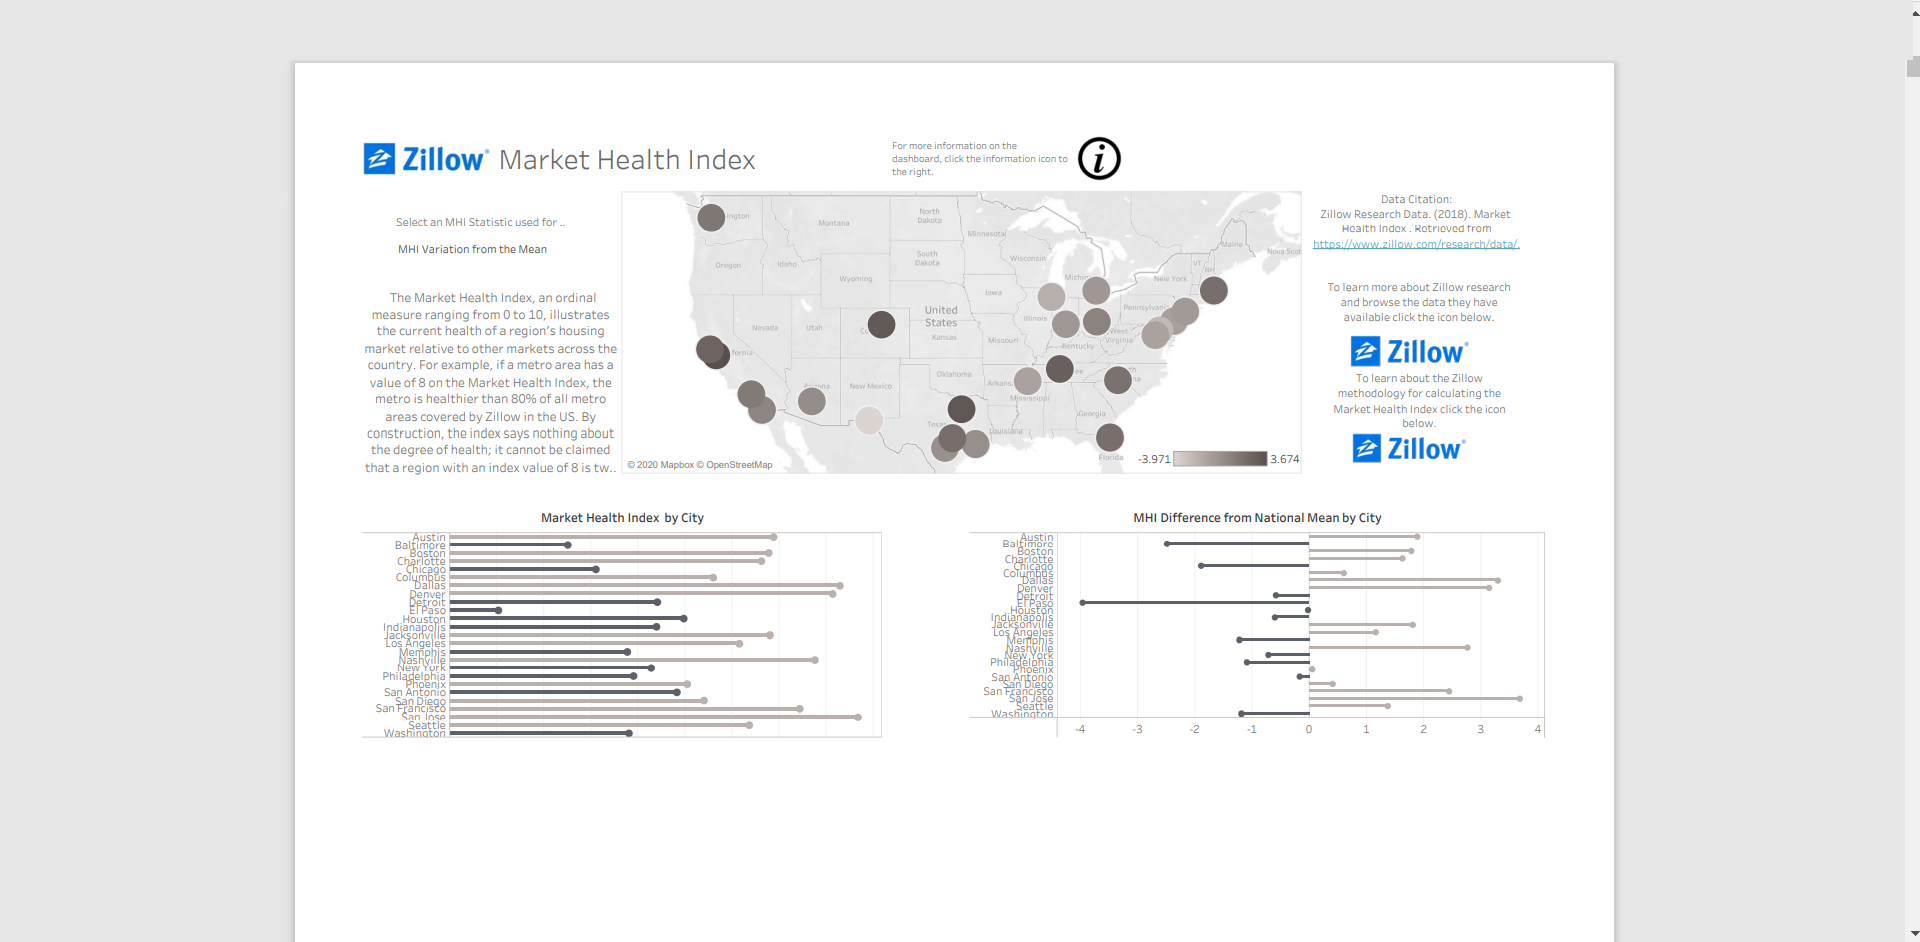 Zillow® Market Health Index
For more information on the
dashboard, click the information icon to
the right.
i
Select an MHI Statistic used for ..
MHI Variation from the Mean
The Market Health Index, an ordinal
measure ranging from 0 to 10, illustrates
the current health of a region's housing
market relative to other markets across the
country. For example, if a metro area has a
value of 8 on the Market Health Index, the
metro is healthier than 80% of all metro
areas covered by Zillow in the US. By
construction, the index says nothing about
the degree of health; it cannot be claimed
that a region with an index value of 8 is tw..
ington
Montana
North
Dakota
Minnesota
Oregon
Idaho
Wyoming
South
Dakota
Wisconsin
Michig
Maine
Nova Scot
VT
NH
New York
Iowa
Nevada
Utah
United
States
Illinois
Pennsylvani
West
Virginia
Kansas
Missouri
Kentucky
fornia
Arizona
New Mexico
Oklahoma
Arkans
ee
na
Mississippi
Georgia
Texas
Louisiana
Florida
© 2020 Mapbox © OpenStreetMap
-3.971
3.674
Data Citation:
Zillow Research Data. (2018). Market
Health Index . Retrieved from
https://www.zillow.com/research/data/.
To learn more about Zillow research
and browse the data they have
available click the icon below.
Zillow®
To learn about the Zillow
methodology for calculating the
Market Health Index click the icon
below.
Zillow®
Market Health Index by City
Austin
Baltimore
Boston
Charlotte
Chicago
Columbus
Dallas
Denver
Detroit
El Paso
Houston
Indianapolis
Jacksonville
Los Angeles
Memphis
Nashville
New York
Philadelphia
Phoenix
San Antonio
San Diego
San Francisco
San Jose
Seattle
Washington
MHI Difference from National Mean by City
Austin
Baltimore
Boston
Charlotte
Chicago
Columbus
Dallas
Denver
Detroit
El Paso
Houston
Indianapolis
Jacksonville
Los Angeles
Memphis
Nashville
New York
Philadelphia
Phoenix
San Antonio
San Diego
San Francisco
San Jose
Seattle
Washington
-4 -3 -2 -1 0 1 2 3 4